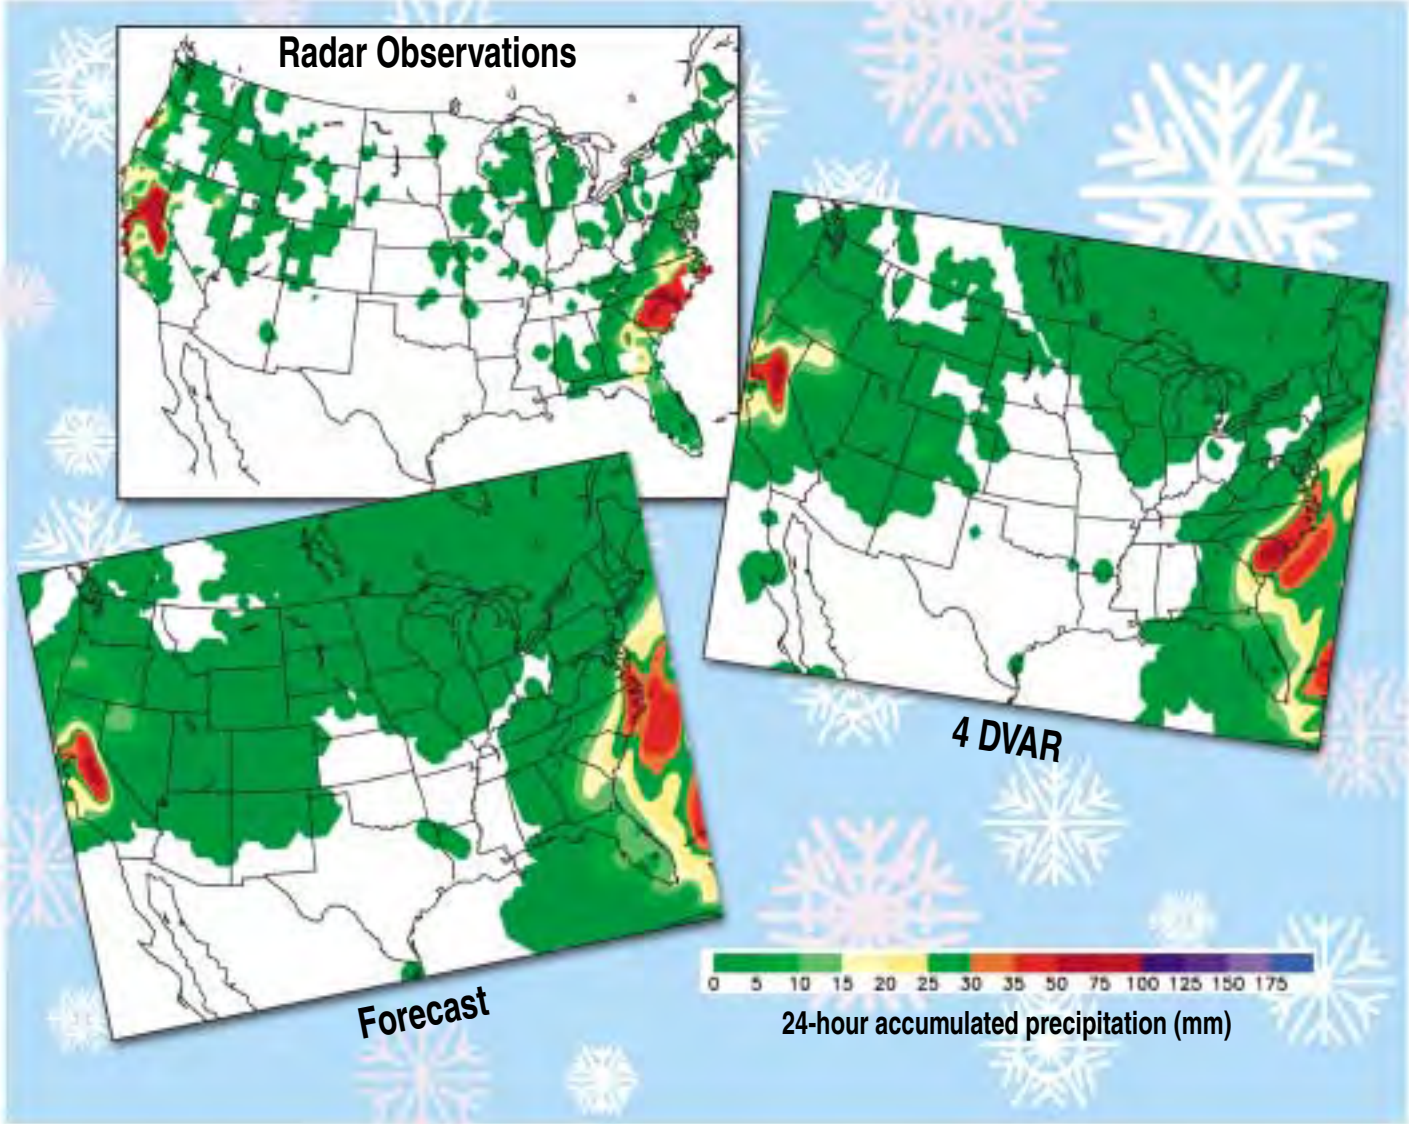 Radar Observations
4 DVAR
Forecast
0 5 10 15 20 25 30 35 50 75 100 125 150 175
24-hour accumulated precipitation (mm)